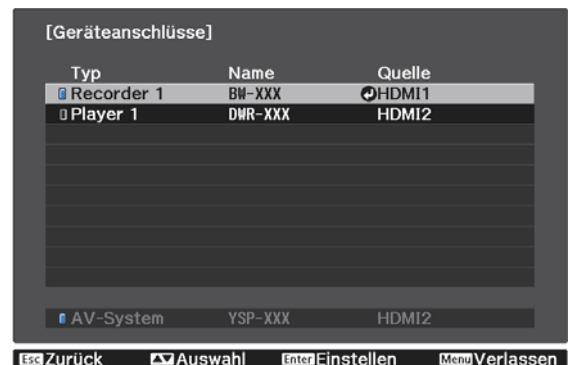 [Geräteanschlüsse]
Typ Name Quelle
Recorder 1 BW-XXX HDMI1
Player 1 DWR-XXX HDMI2
AV-System YSP-XXX HDMI2
Esc Zurück Auswahl Enter Einstellen Menu Verlassen